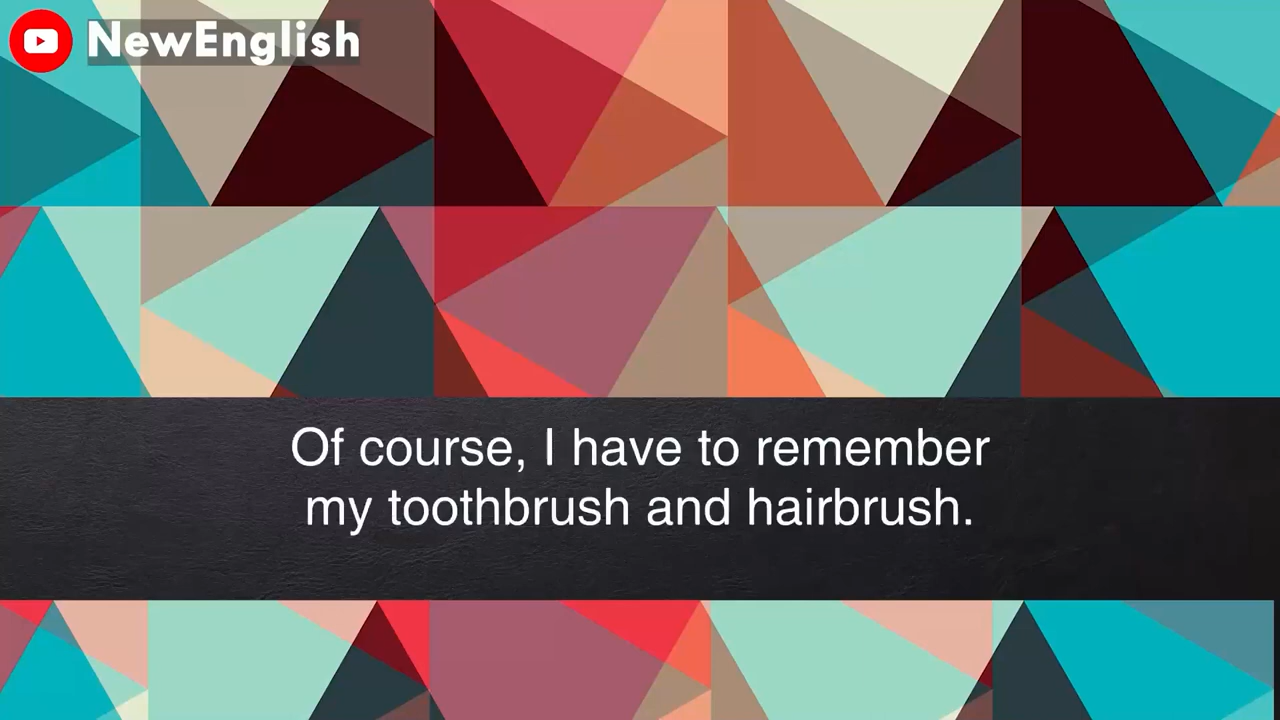 NewEnglish
Of course, I have to remember
my toothbrush and hairbrush.